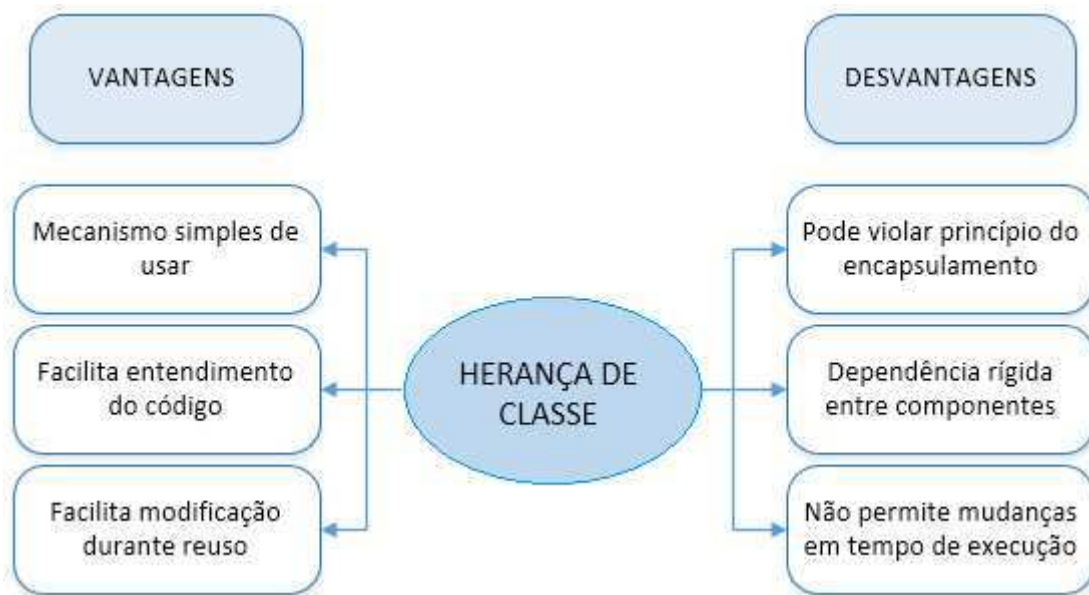 VANTAGENS
DESVANTAGENS
Mecanismo simples de
usar
Facilita entendimento
do código
Facilita modificação
durante reuso
HERANÇA DE
CLASSE
Pode violar princípio do
encapsulamento
Dependência rígida
entre componentes
Não permite mudanças
em tempo de execução